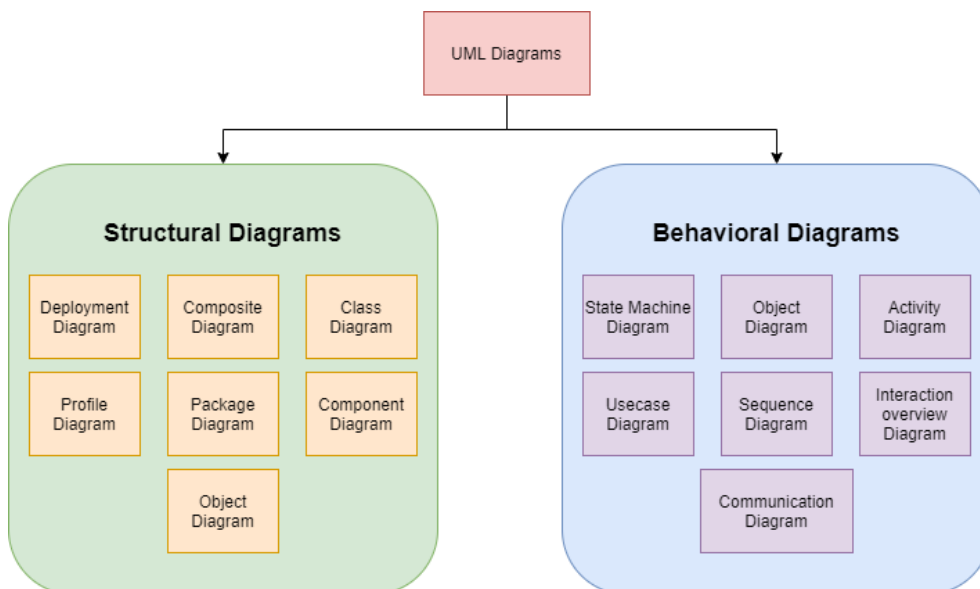 UML Diagrams
Structural Diagrams
Deployment
Diagram
Composite
Diagram
Class
Diagram
Profile
Diagram
Package
Diagram
Component
Diagram
Object
Diagram
Behavioral Diagrams
State Machine
Diagram
Object
Diagram
Activity
Diagram
Usecase
Diagram
Sequence
Diagram
Interaction
overview
Diagram
Communication
Diagram